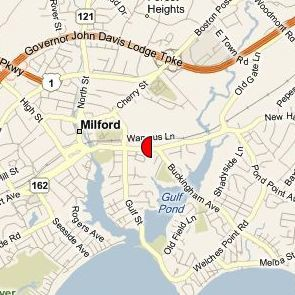 Forest
Heights
121
Boston Post
Woodmont Rd
Governor John Davis Lodge Tpke
E Town Rd
Pkwy
1
North St
Cherry St
Old Gate Ln
High St
Milford
New Ha
162
Buckingham Ave
Shadyside Ln
Pond Point Ave
Gulf
Pond
Gulf St
Rogers Ave
Seaside Ave
Old Field Ln
Welches Point Rd
Melba St